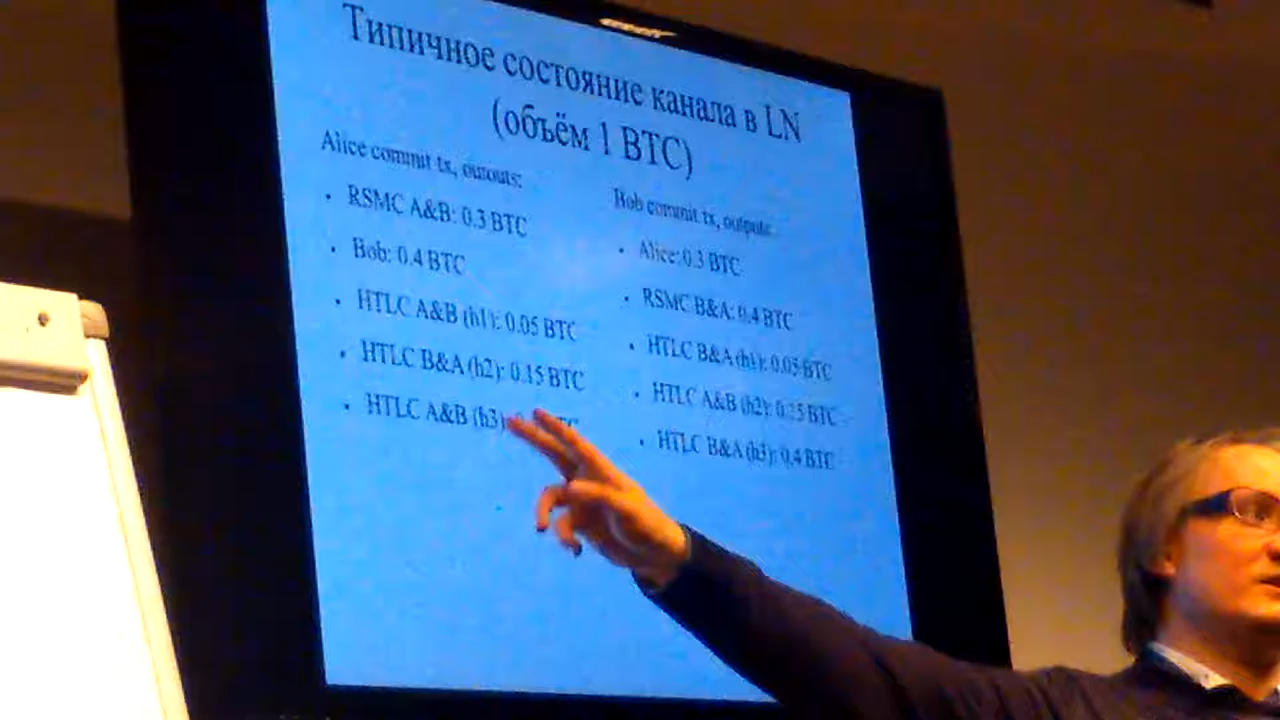 Типичное состояние канала в LN
(объём 1 BTC)
Alice commit tx, outputs:
• RSMC A&B: 0.3 BTC
• Bob: 0.4 BTC
• HTLC A&B (h1): 0.05 BTC
• HTLC B&A (h2): 0.15 BTC
• HTLC A&B (h3):
Bob commit tx, outputs:
• Alice: 0.3 BTC
• RSMC B&A: 0.4 BTC
• HTLC B&A (h1): 0.05 BTC
• HTLC A&B (h2): 0.15 BTC
• HTLC B&A (h3): 0.4 BTC